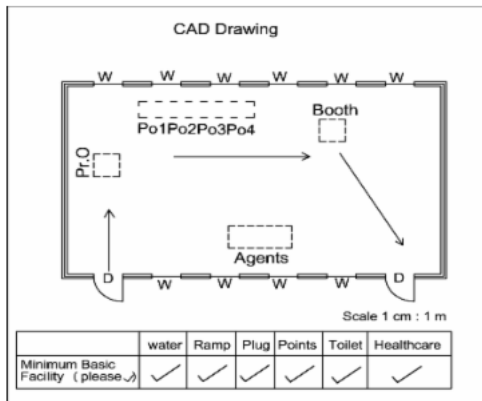 CAD Drawing
W W W W W W
Po1Po2Po3Po4
Booth
Pr.O
Agents
D W W W W D
Scale 1 cm : 1 m
water Ramp Plug Points Toilet Healthcare
Minimum Basic
Facility ( please ✓)
✓ ✓ ✓ ✓ ✓ ✓